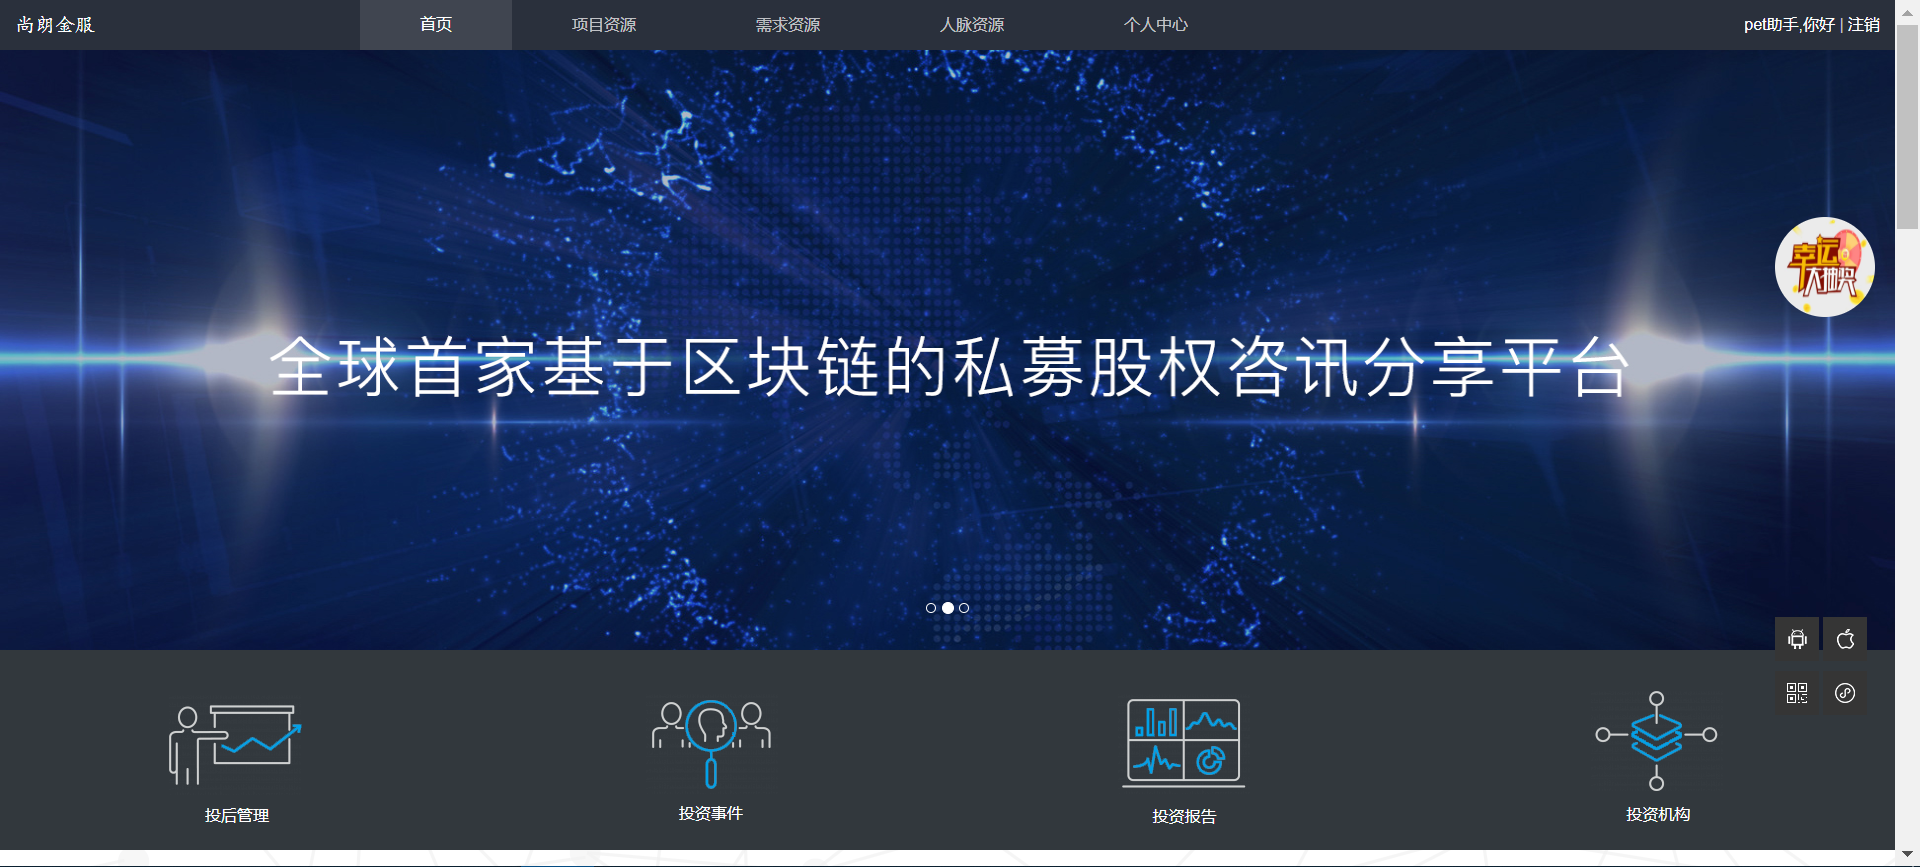 尚朗金服
首页
项目资源
需求资源
人脉资源
个人中心
pet助手,你好 | 注销
幸运
大抽奖
全球首家基于区块链的私募股权咨讯分享平台
投后管理
投资事件
投资报告
投资机构